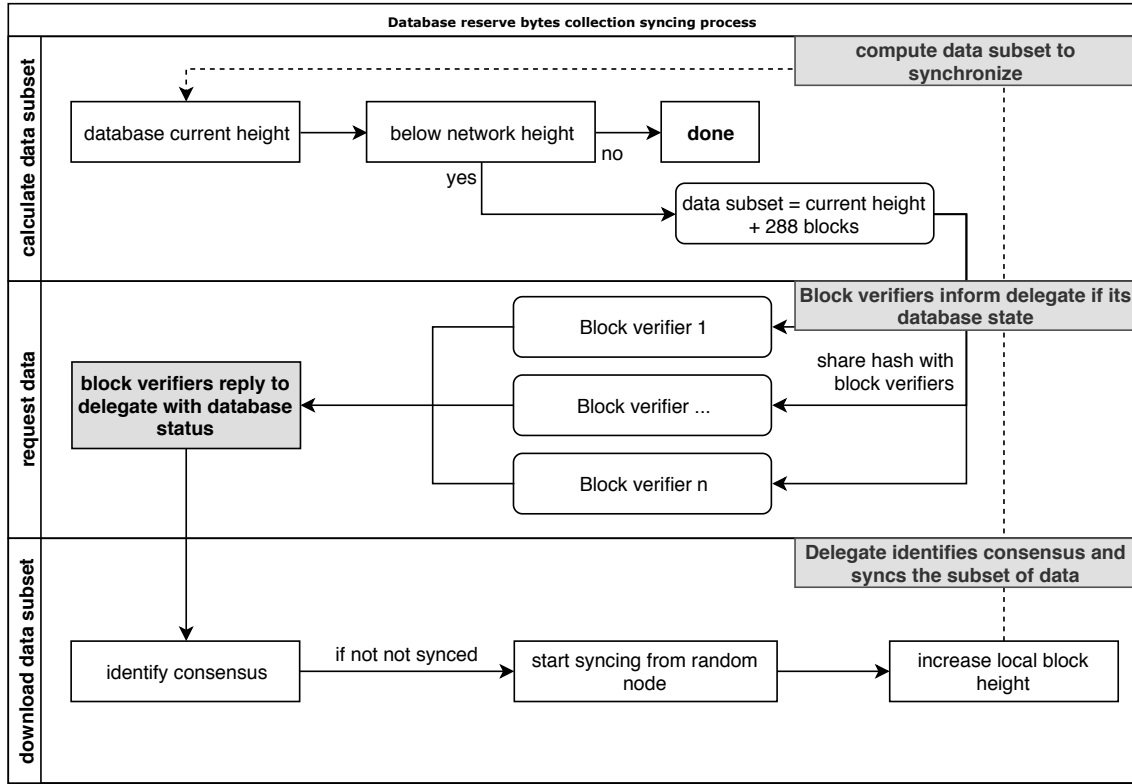 Database reserve bytes collection syncing process
calculate data subset
compute data subset to
synchronize
database current height
below network height
done
no
yes
data subset = current height
+ 288 blocks
request data
Block verifiers inform delegate if its
database state
Block verifier 1
share hash with
block verifiers
block verifiers reply to
delegate with database
status
Block verifier ...
Block verifier n
download data subset
Delegate identifies consensus and
syncs the subset of data
identify consensus
if not not synced
start syncing from random
node
increase local block
height